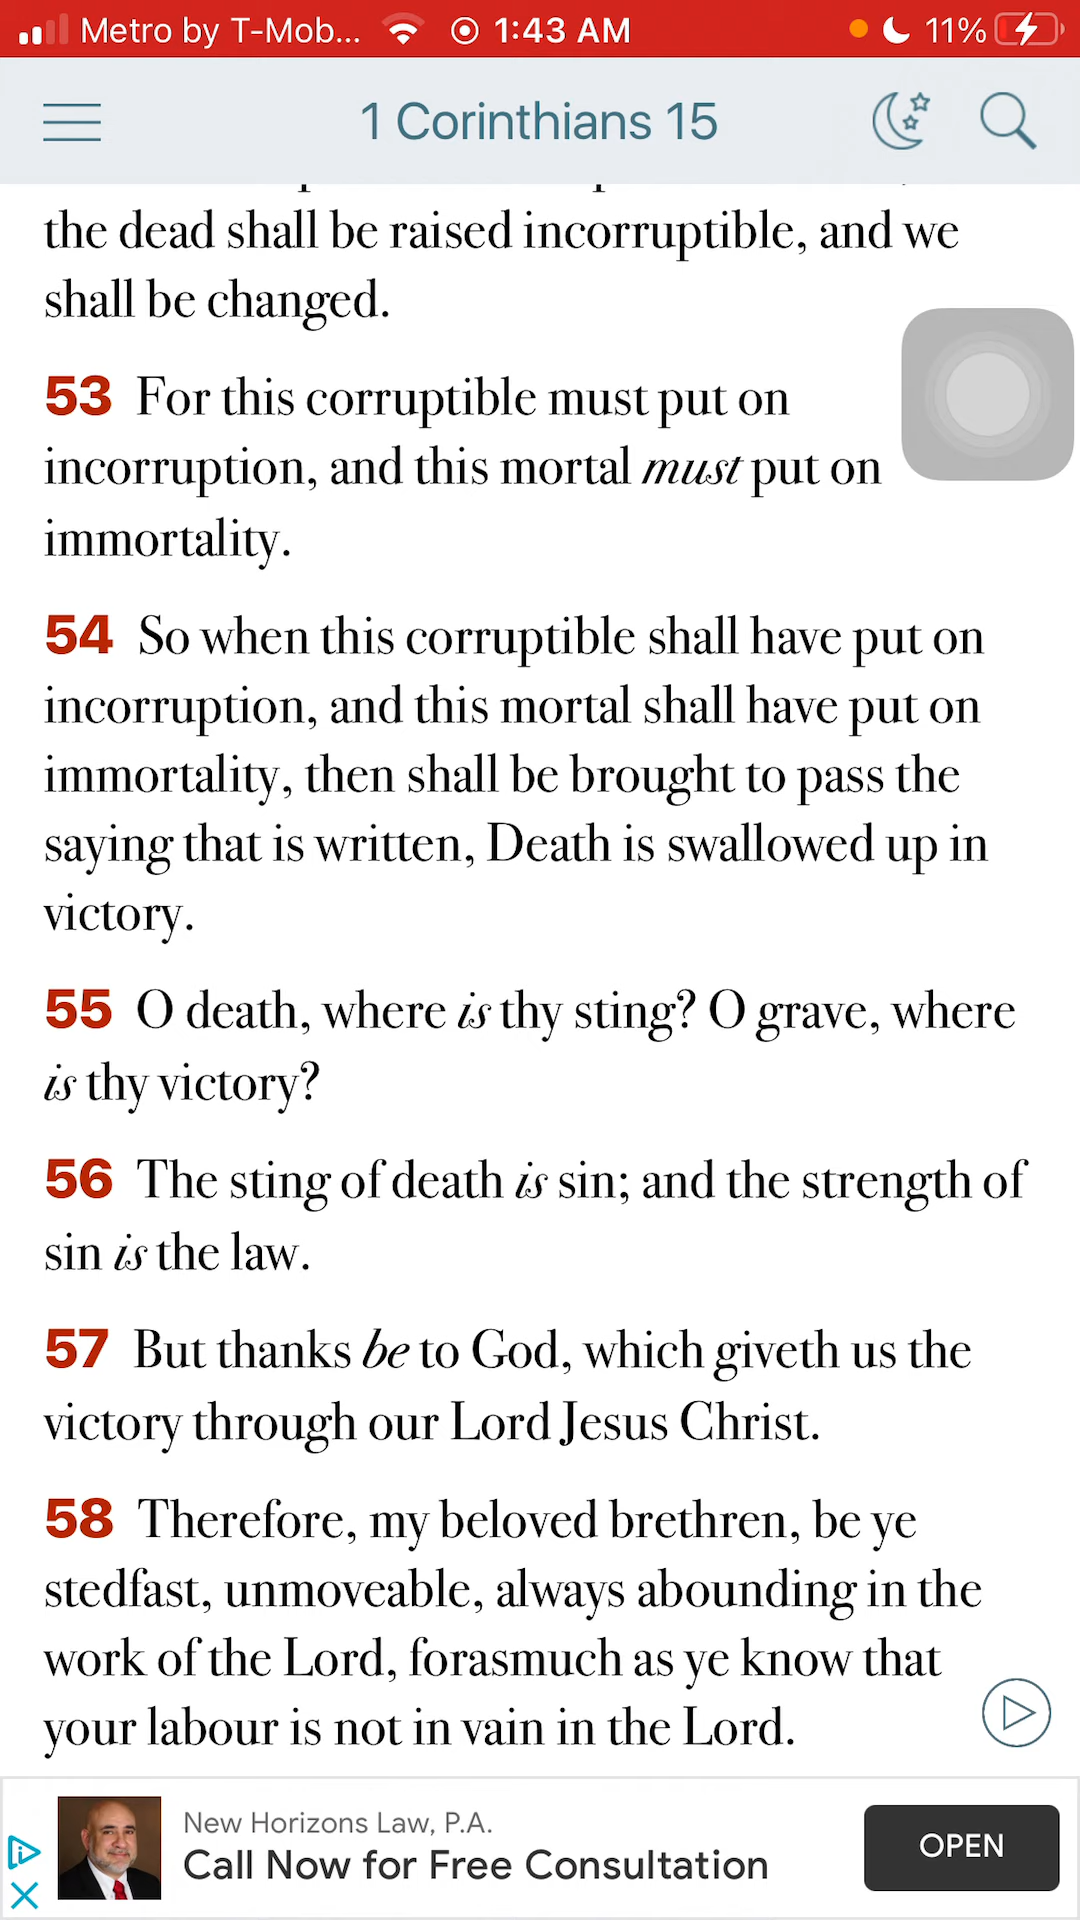 Metro by T-Mob... 1:43 AM 11%
1 Corinthians 15
the dead shall be raised incorruptible, and we
shall be changed.
53 For this corruptible must put on
incorruption, and this mortal must put on
immortality.
54 So when this corruptible shall have put on
incorruption, and this mortal shall have put on
immortality, then shall be brought to pass the
saying that is written, Death is swallowed up in
victory.
55 O death, where is thy sting? O grave, where
is thy victory?
56 The sting of death is sin; and the strength of
sin is the law.
57 But thanks be to God, which giveth us the
victory through our Lord Jesus Christ.
58 Therefore, my beloved brethren, be ye
stedfast, unmoveable, always abounding in the
work of the Lord, forasmuch as ye know that
your labour is not in vain in the Lord.
New Horizons Law, P.A.
Call Now for Free Consultation
OPEN